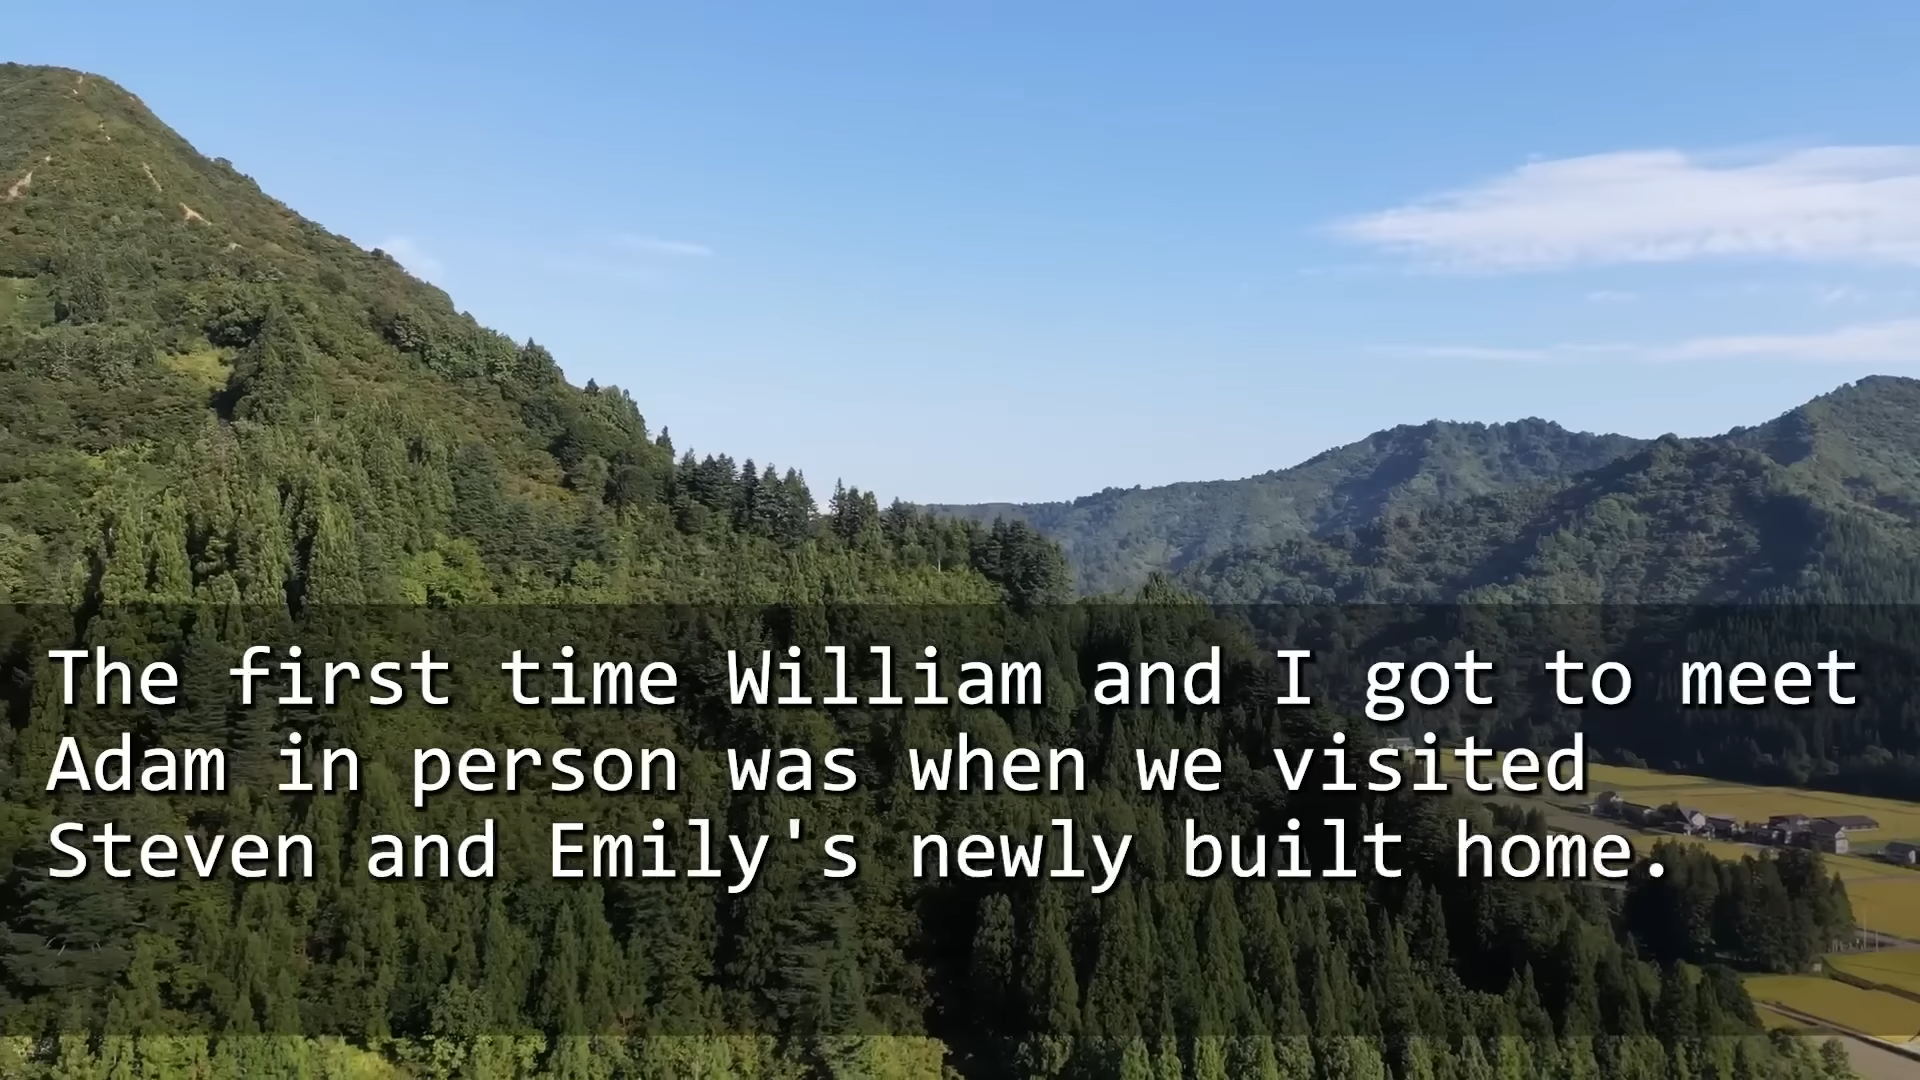 The first time William and I got to meet
Adam in person was when we visited
Steven and Emily's newly built home.